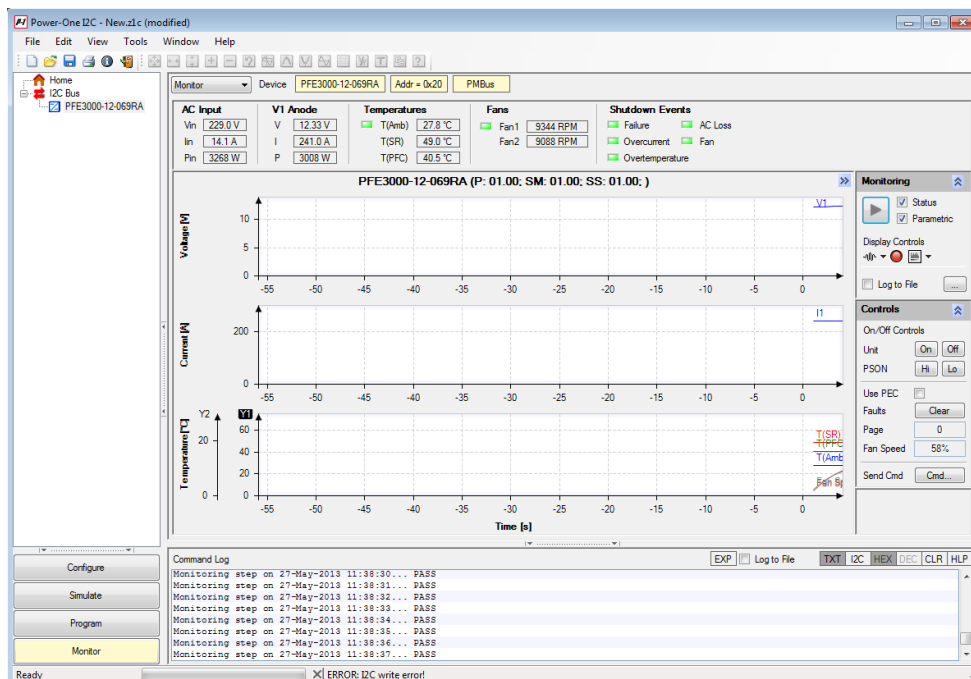 Power-One I2C - New.z1c (modified)
File Edit View Tools Window Help
Home
I2C Bus
PFE3000-12-069RA
Monitor Device PFE3000-12-069RA Addr = 0x20 PMBus
AC Input V1 Anode Temperatures Fans Shutdown Events
Vin 229.0 V V 12.33 V T(Amb) 27.8 °C Fan1 9344 RPM Failure AC Loss
Iin 14.1 A I 241.0 A T(SR) 49.0 °C Fan2 9088 RPM Overcurrent Fan
Pin 3268 W P 3008 W T(PFC) 40.5 °C Overtemperature
PFE3000-12-069RA (P: 01.00; SM: 01.00; SS: 01.00; )
Voltage [V]
10
5
0
V1
-55 -50 -45 -40 -35 -30 -25 -20 -15 -10 -5 0
Current [A]
200
0
I1
-55 -50 -45 -40 -35 -30 -25 -20 -15 -10 -5 0
Temperature [°C]
Y2 Y1
60
20 40
20
0 0
T(SR)
T(PFC
T(Amb
Fan Sp
-55 -50 -45 -40 -35 -30 -25 -20 -15 -10 -5 0
Time [s]
Monitoring
Status
Parametric
Display Controls
Log to File ...
Controls
On/Off Controls
Unit On Off
PSON Hi Lo
Use PEC
Faults Clear
Page 0
Fan Speed 58%
Send Cmd Cmd...
Configure
Simulate
Program
Monitor
Command Log EXP Log to File TXT I2C HEX DEC CLR HLP
Monitoring step on 27-May-2013 11:38:30... PASS
Monitoring step on 27-May-2013 11:38:31... PASS
Monitoring step on 27-May-2013 11:38:32... PASS
Monitoring step on 27-May-2013 11:38:33... PASS
Monitoring step on 27-May-2013 11:38:34... PASS
Monitoring step on 27-May-2013 11:38:35... PASS
Monitoring step on 27-May-2013 11:38:36... PASS
Monitoring step on 27-May-2013 11:38:37... PASS
Ready ERROR: I2C write error!